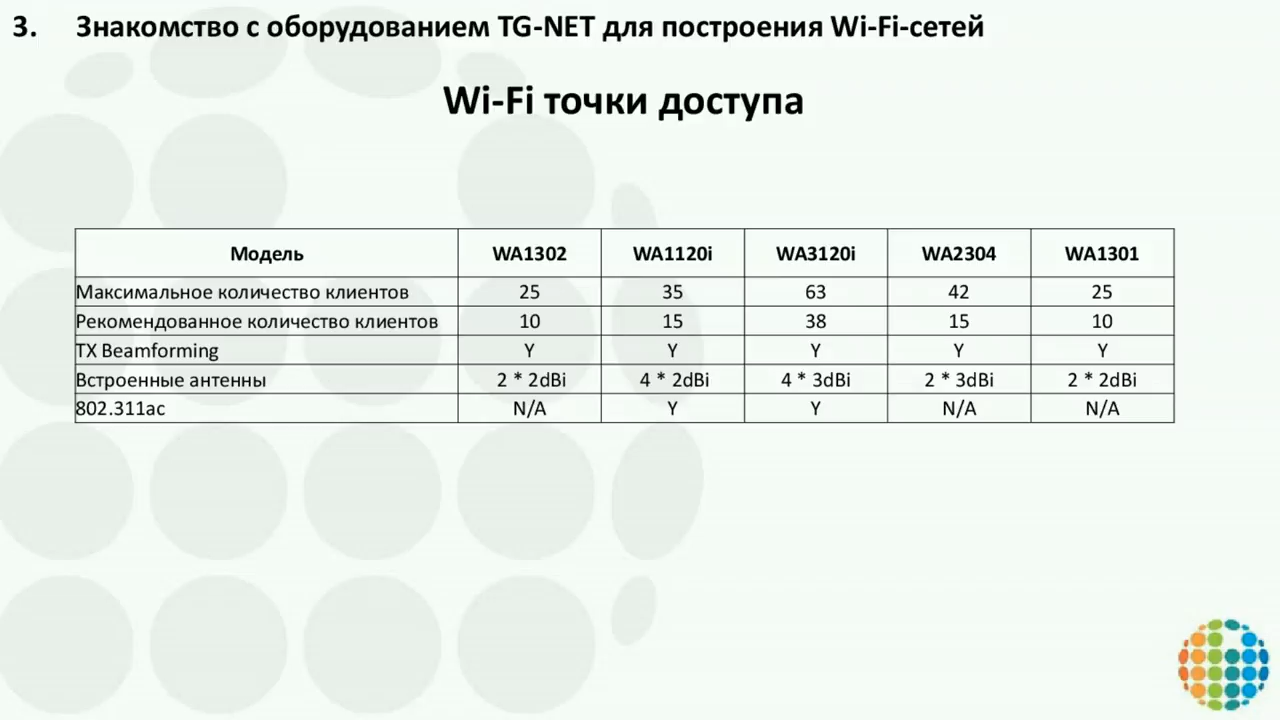 3. Знакомство с оборудованием TG-NET для построения Wi-Fi-сетей
Wi-Fi точки доступа
Модель WA1302 WA1120i WA3120i WA2304 WA1301
Максимальное количество клиентов 25 35 63 42 25
Рекомендованное количество клиентов 10 15 38 15 10
TX Beamforming Y Y Y Y Y
Встроенные антенны 2 * 2dBi 4 * 2dBi 4 * 3dBi 2 * 3dBi 2 * 2dBi
802.311ac N/A Y Y N/A N/A